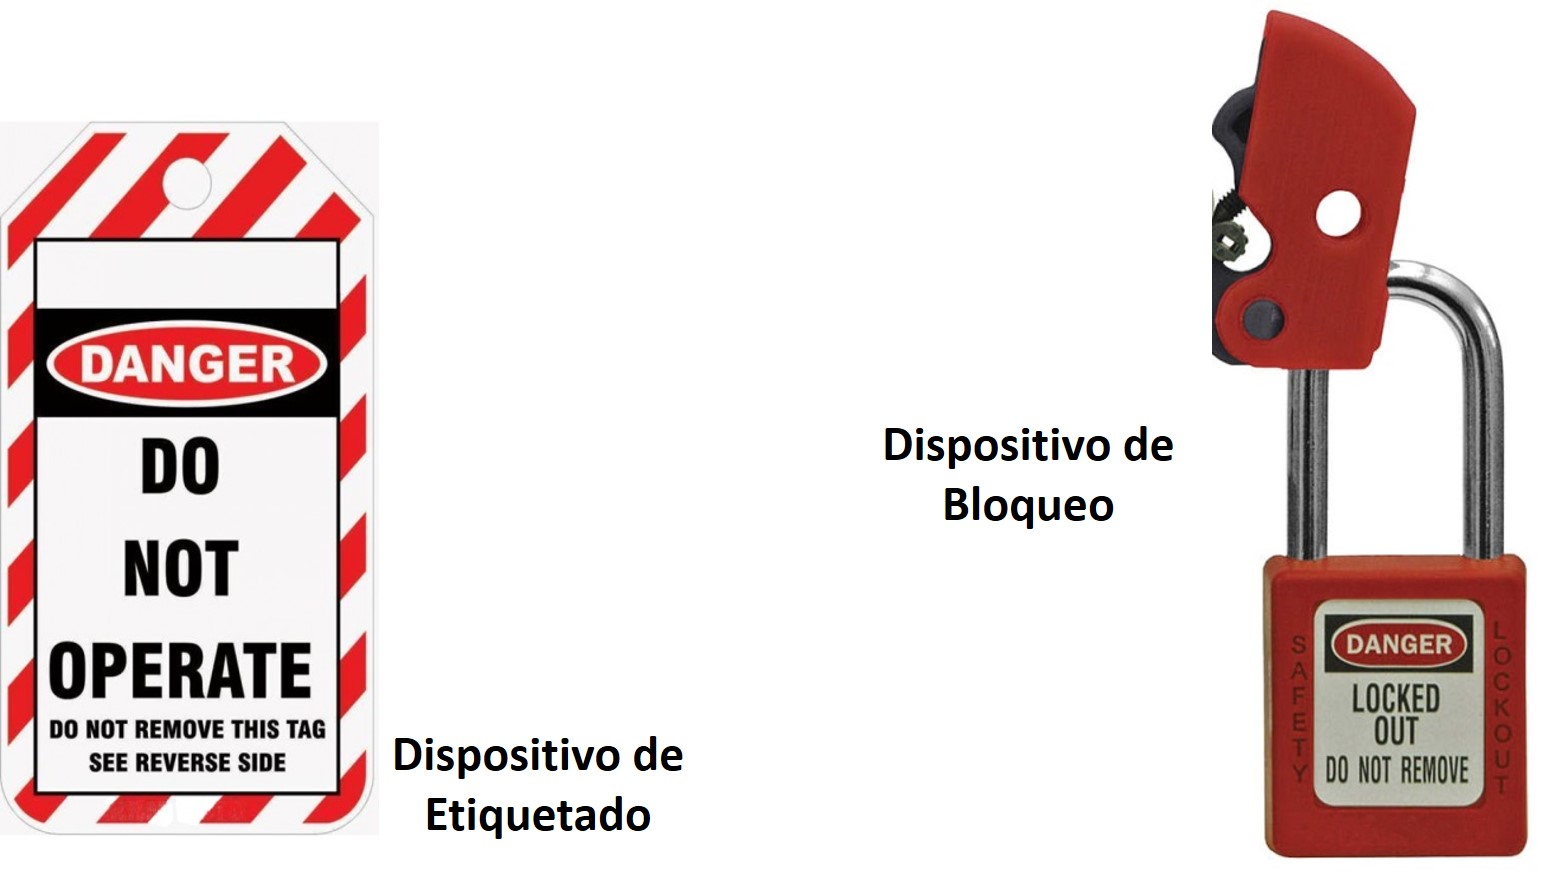 DANGER
DO
NOT
OPERATE
DO NOT REMOVE THIS TAG
SEE REVERSE SIDE
Dispositivo de
Etiquetado
Dispositivo de
Bloqueo
DANGER
LOCKED
OUT
DO NOT REMOVE
SAFETY
LOCKOUT